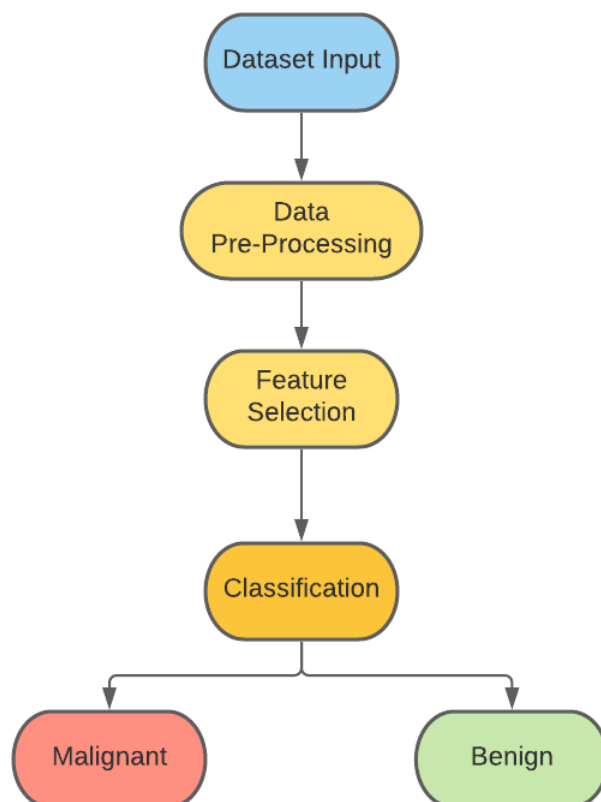 Dataset Input
Data
Pre-Processing
Feature
Selection
Classification
Malignant
Benign